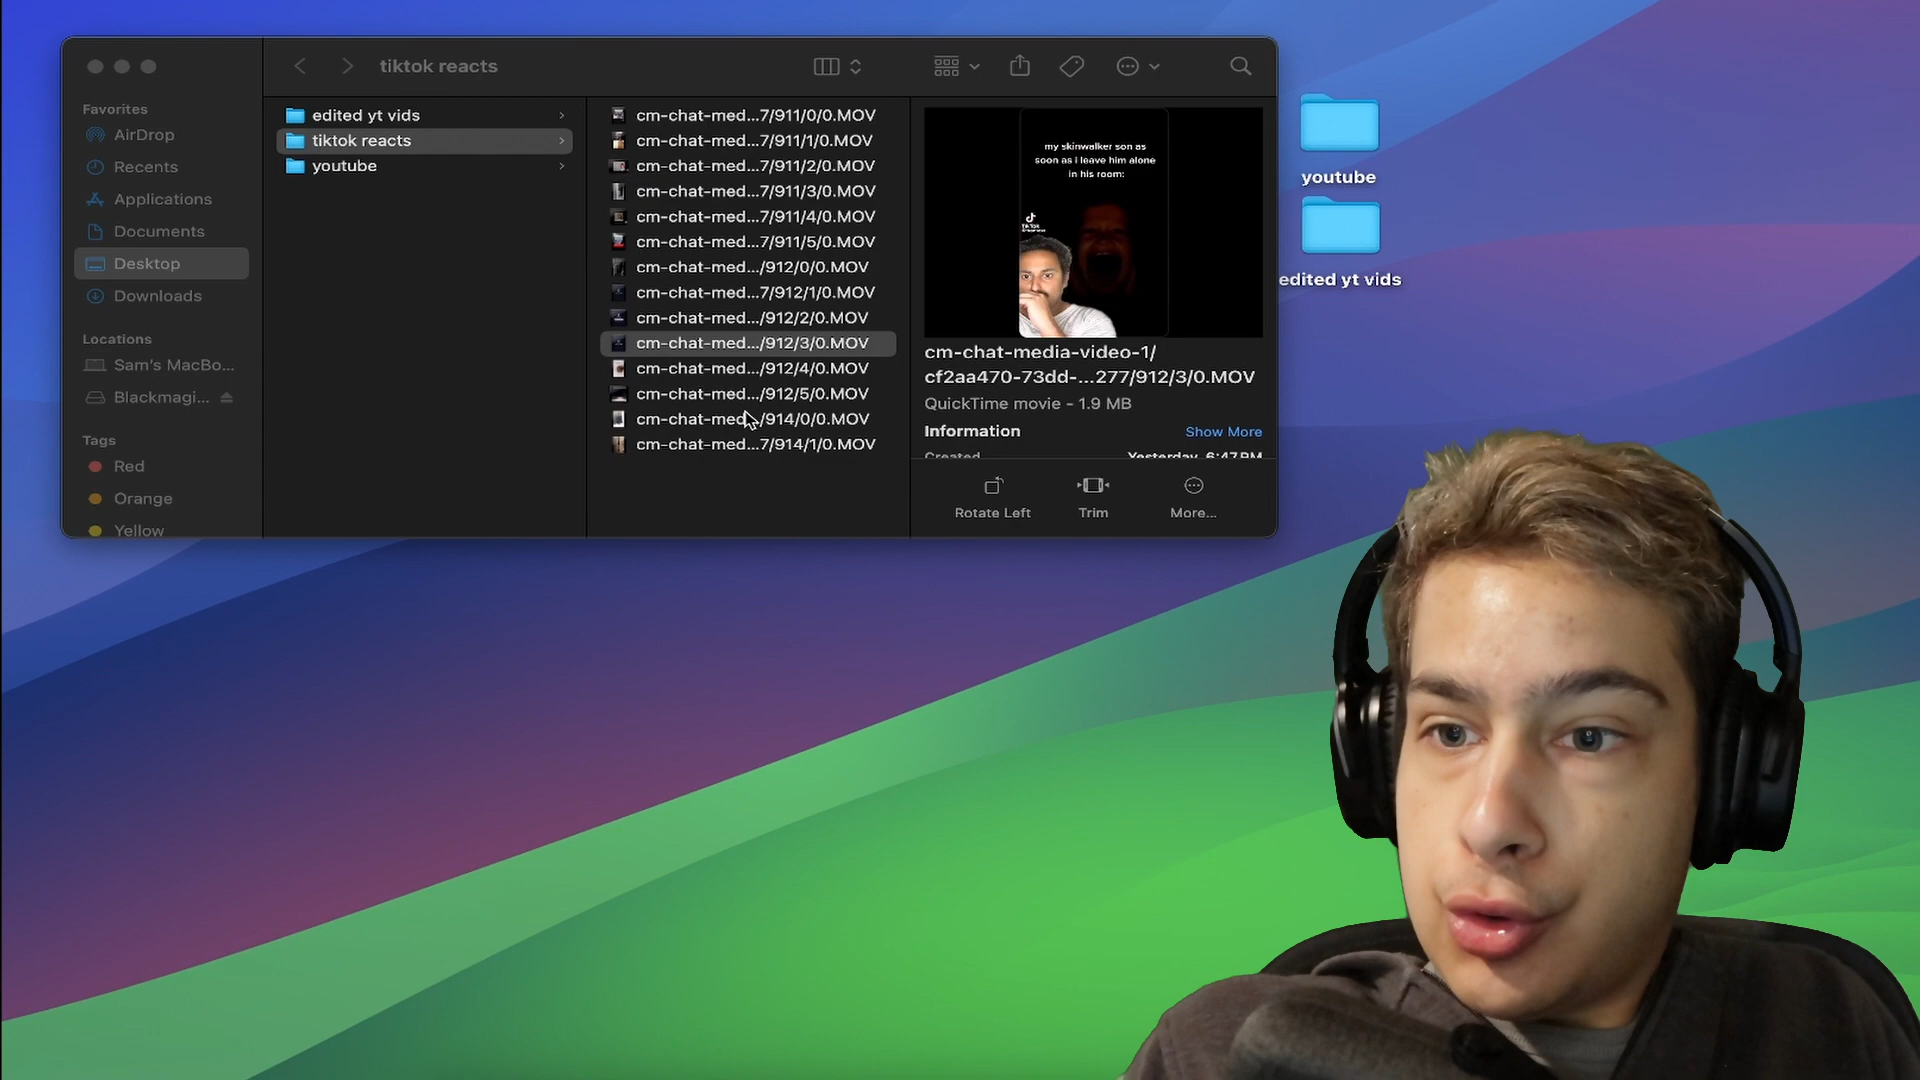 tiktok reacts
Favorites
AirDrop
Recents
Applications
Documents
Desktop
Downloads
Locations
Sam's MacBo...
Blackmagi...
Tags
Red
Orange
Yellow
edited yt vids
tiktok reacts
youtube
cm-chat-med...7/911/0/0.MOV
cm-chat-med...7/911/1/0.MOV
cm-chat-med...7/911/2/0.MOV
cm-chat-med...7/911/3/0.MOV
cm-chat-med...7/911/4/0.MOV
cm-chat-med...7/911/5/0.MOV
cm-chat-med.../912/0/0.MOV
cm-chat-med...7/912/1/0.MOV
cm-chat-med.../912/2/0.MOV
cm-chat-med.../912/3/0.MOV
cm-chat-med.../912/4/0.MOV
cm-chat-med.../912/5/0.MOV
cm-chat-med.../914/0/0.MOV
cm-chat-med...7/914/1/0.MOV
my skinwalker son as
soon as i leave him alone
in his room:
TikTok
cm-chat-media-video-1/
cf2aa470-73dd-...277/912/3/0.MOV
QuickTime movie - 1.9 MB
Information
Show More
Created
Yesterday, 6:47 PM
Rotate Left
Trim
More...
youtube
edited yt vids